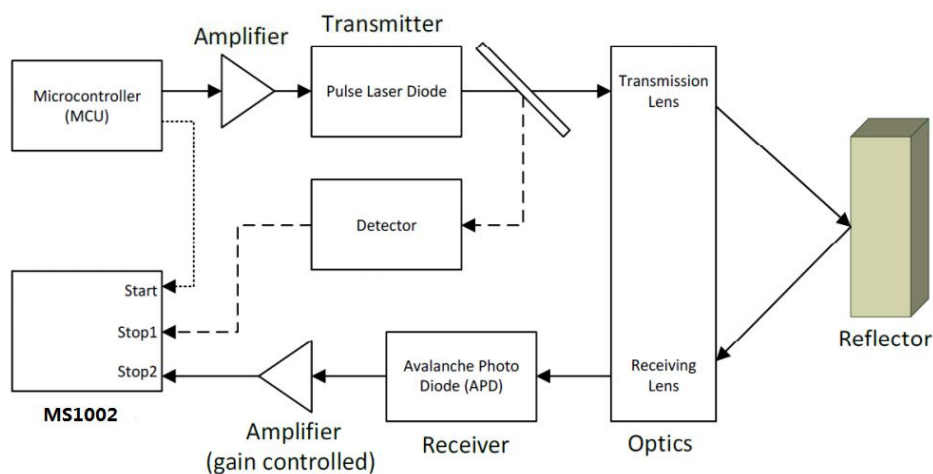 Amplifier
Transmitter
Microcontroller
(MCU)
Pulse Laser Diode
Transmission
Lens
Detector
Start
Stop1
Stop2
MS1002
Amplifier
(gain controlled)
Avalanche Photo
Diode (APD)
Receiver
Receiving
Lens
Optics
Reflector